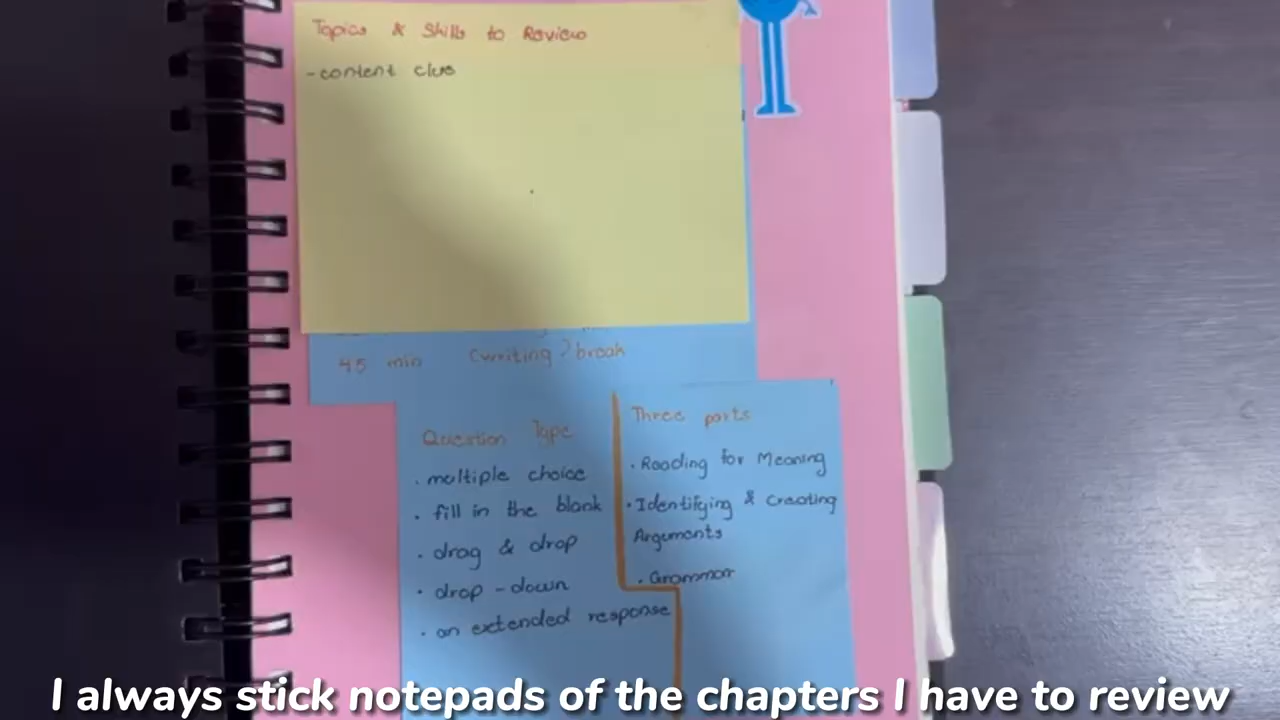 Topics & Skills to Review
- content clue
45 min (writing) break
Question Type
• multiple choice
• fill in the blank
• drag & drop
• drop - down
• an extended response
Three parts
• Reading for Meaning
• Identifying & Creating
Arguments
• Grammar
I always stick notepads of the chapters I have to review